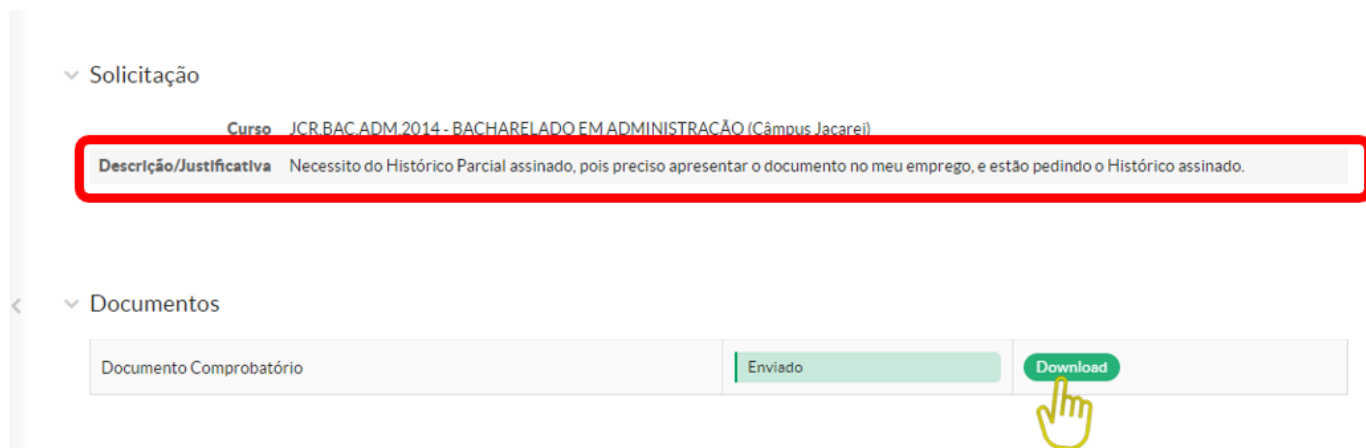 Solicitação
Curso JCR.BAC.ADM.2014 - BACHARELADO EM ADMINISTRAÇÃO (Câmpus Jacareí)
Descrição/Justificativa Necessito do Histórico Parcial assinado, pois preciso apresentar o documento no meu emprego, e estão pedindo o Histórico assinado.
Documentos
Documento Comprobatório Enviado Download